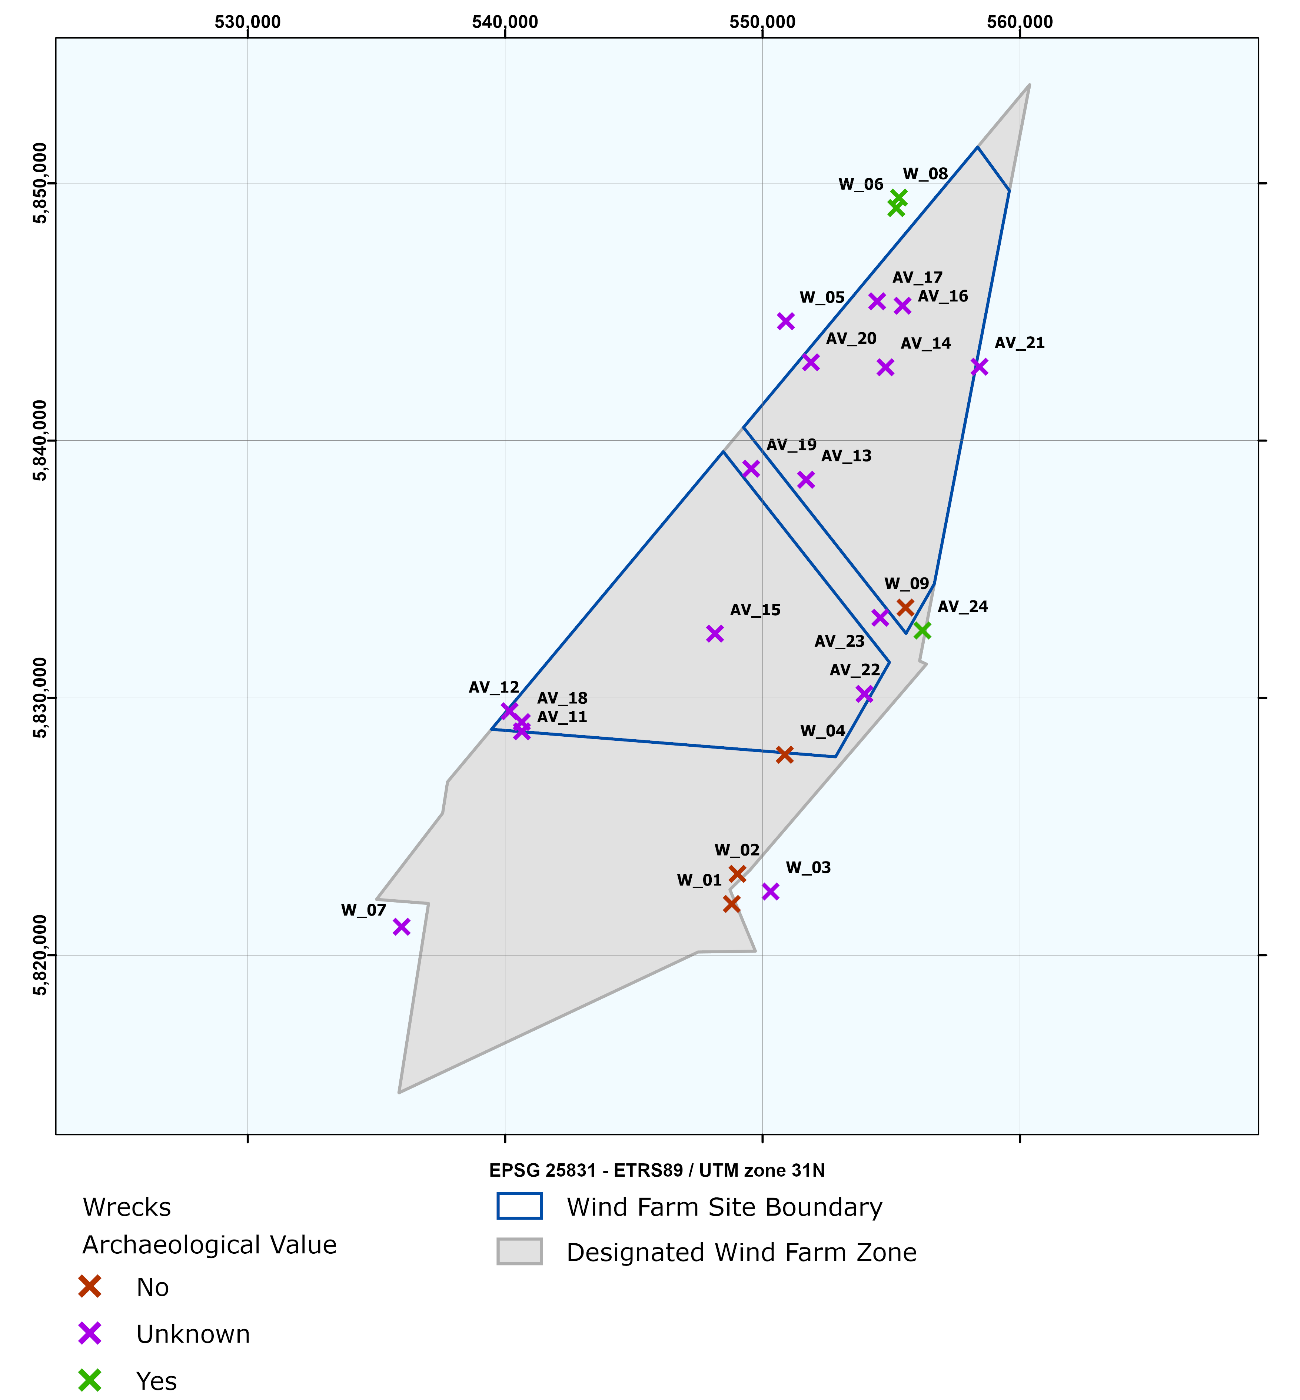 530,000
540,000
550,000
560,000
5,850,000
5,840,000
5,830,000
5,820,000
W_08
W_06
AV_17
AV_16
W_05
AV_20
AV_14
AV_21
AV_19
AV_13
W_09
AV_24
AV_15
AV_23
AV_22
AV_12
AV_18
AV_11
W_04
W_02
W_03
W_01
W_07
EPSG 25831 - ETRS89 / UTM zone 31N
Wrecks
Archaeological Value
No
Unknown
Yes
Wind Farm Site Boundary
Designated Wind Farm Zone